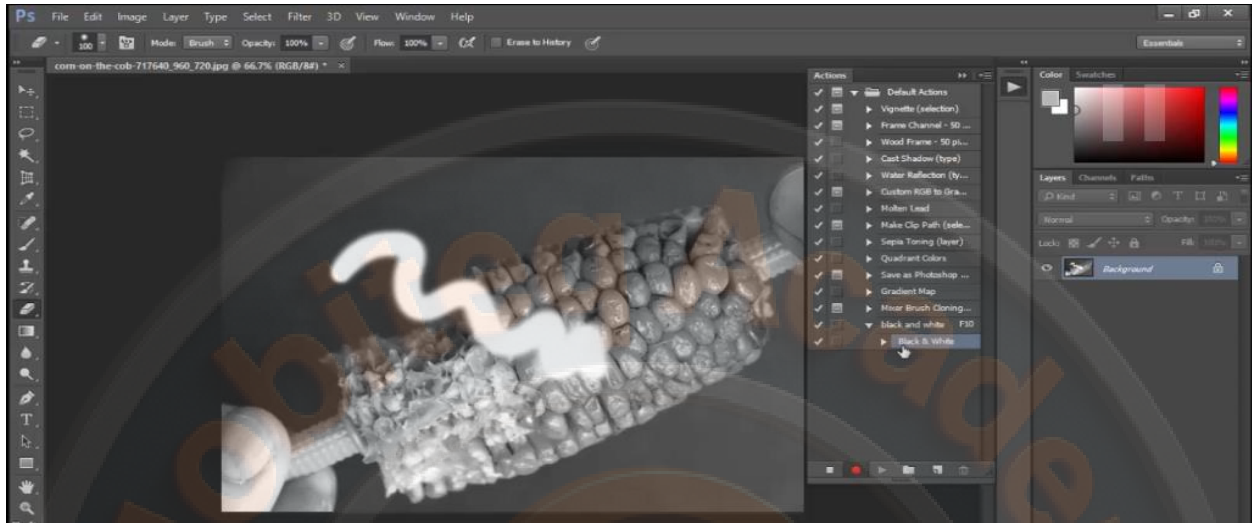 Ps File Edit Image Layer Type Select Filter 3D View Window Help
100 Mode: Brush Opacity: 100% Flow: 100% Erase to History Essentials
corn-on-the-cob-717640_960_720.jpg @ 66.7% (RGB/8#) * ×
Actions
Default Actions
Vignette (selection)
Frame Channel - 50 ...
Wood Frame - 50 pi...
Cast Shadow (type)
Water Reflection (ty...
Custom RGB to Gra...
Molten Lead
Make Clip Path (sele...
Sepia Toning (layer)
Quadrant Colors
Save as Photoshop ...
Gradient Map
Mixer Brush Cloning...
black and white F10
Black & White
Color Swatches
Layers Channels Paths
Kind
Normal Opacity: 100%
Lock: Fill: 100%
Background